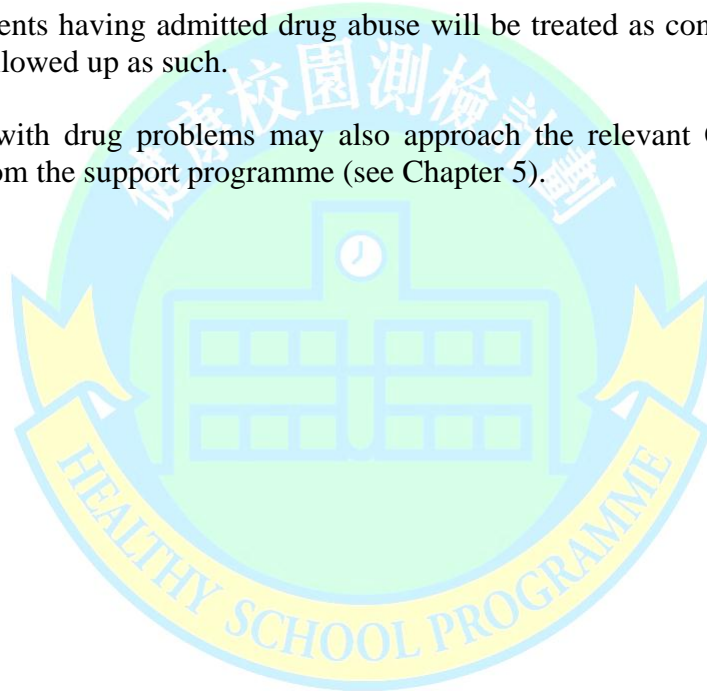 ents having admitted drug abuse will be treated as con
llowed up as such.
with drug problems may also approach the relevant
om the support programme (see Chapter 5).
健康校園測檢計劃
HEALTHY SCHOOL PROGRAMME